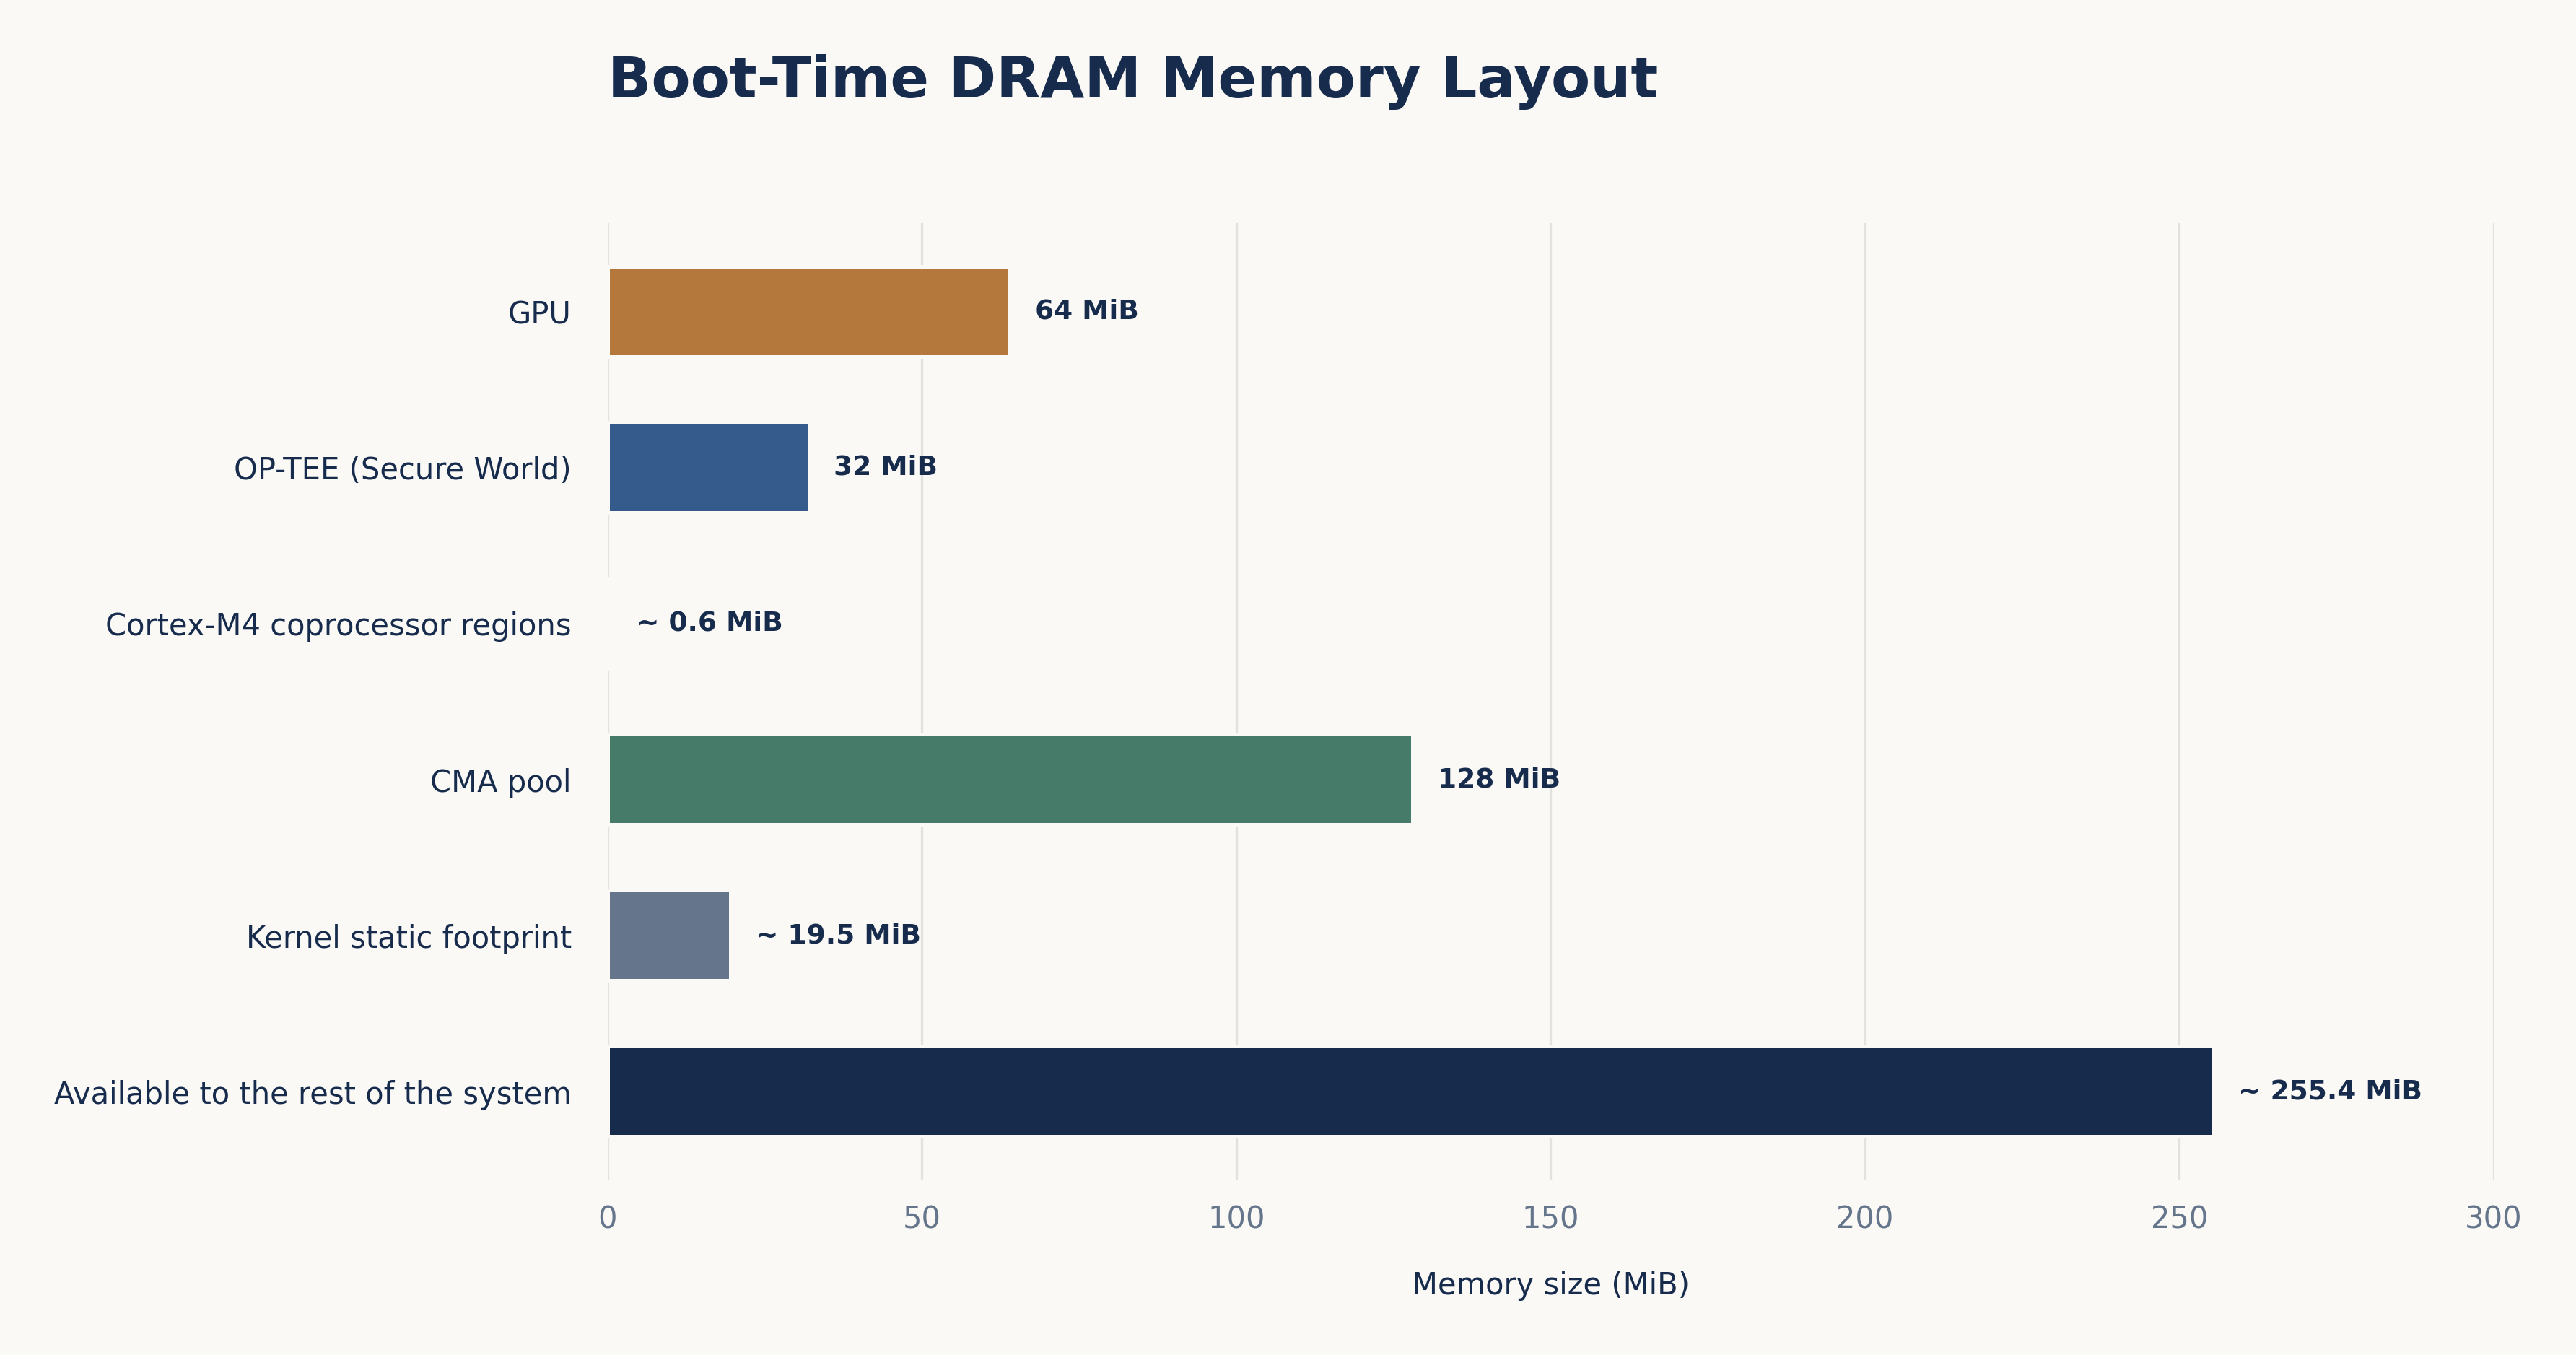 Boot-Time DRAM Memory Layout
GPU
64 MiB
OP-TEE (Secure World)
32 MiB
Cortex-M4 coprocessor regions
~ 0.6 MiB
CMA pool
128 MiB
Kernel static footprint
~ 19.5 MiB
Available to the rest of the system
~ 255.4 MiB
0 50 100 150 200 250 300
Memory size (MiB)